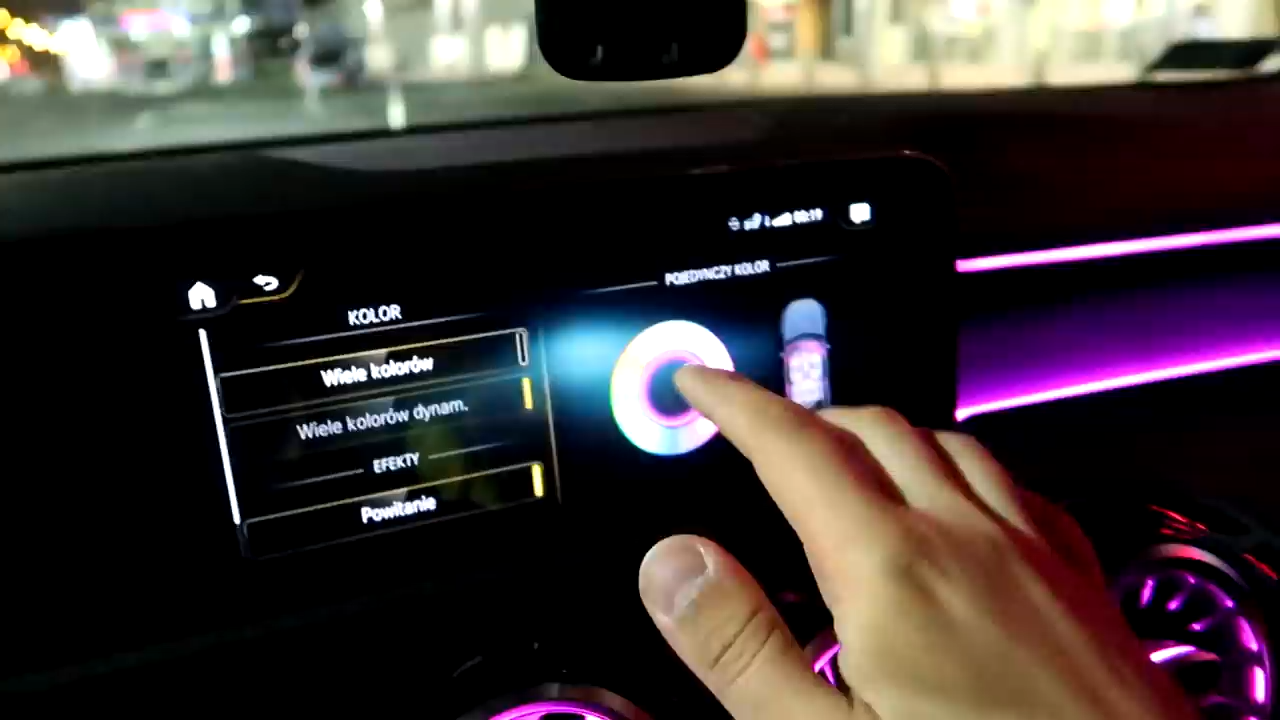 POJEDYNCZY KOLOR
KOLOR
Wiele kolorów
Wiele kolorów dynam.
EFEKTY
Powitanie